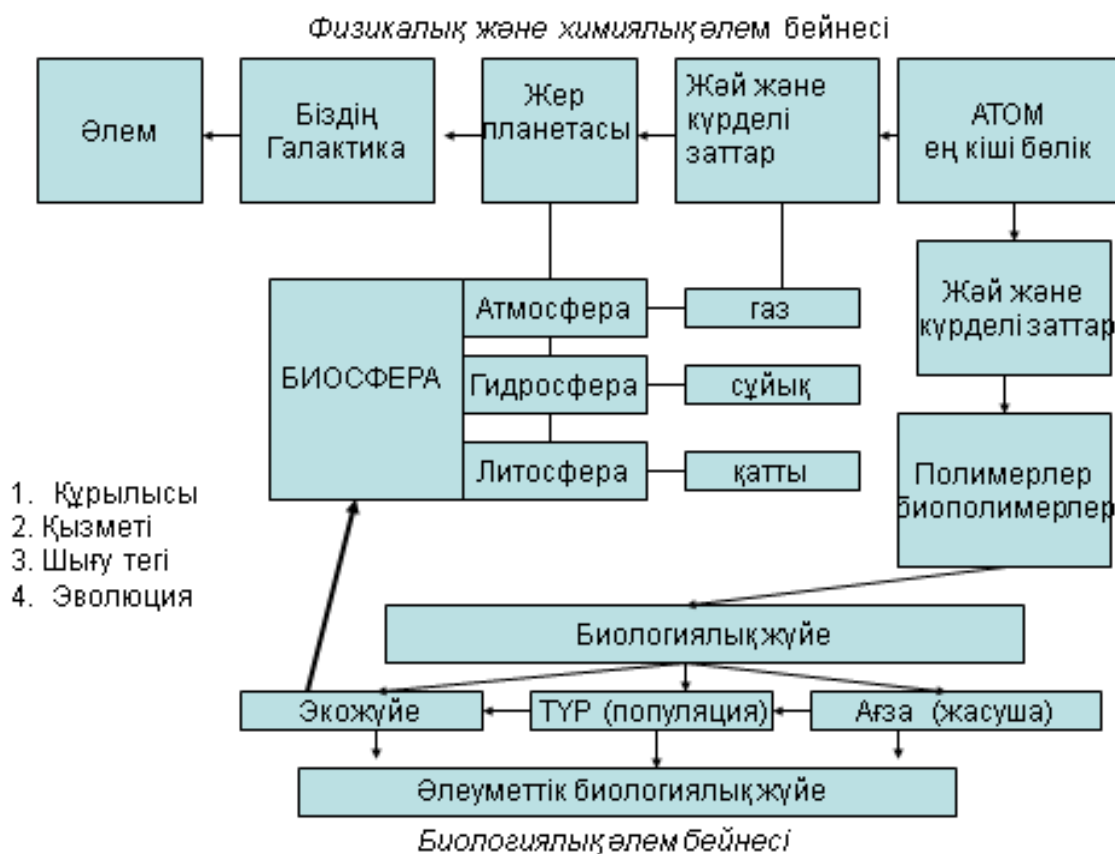 Физикалық және химиялық әлем бейнесі
Әлем
Біздің
Галактика
Жер
планетасы
Жәй және
күрделі
заттар
АТОМ
ең кіші бөлік
Жәй және
күрделі заттар
БИОСФЕРА
Атмосфера
газ
Гидросфера
сұйық
Литосфера
қатты
Полимерлер
биополимерлер
1. Құрылысы
2. Қызметі
3. Шығу тегі
4. Эволюция
Биологиялық жүйе
Экожүйе
ТҮР (популяция)
Ағза (жасуша)
Әлеуметтік биологиялық жүйе
Биологиялық әлем бейнесі